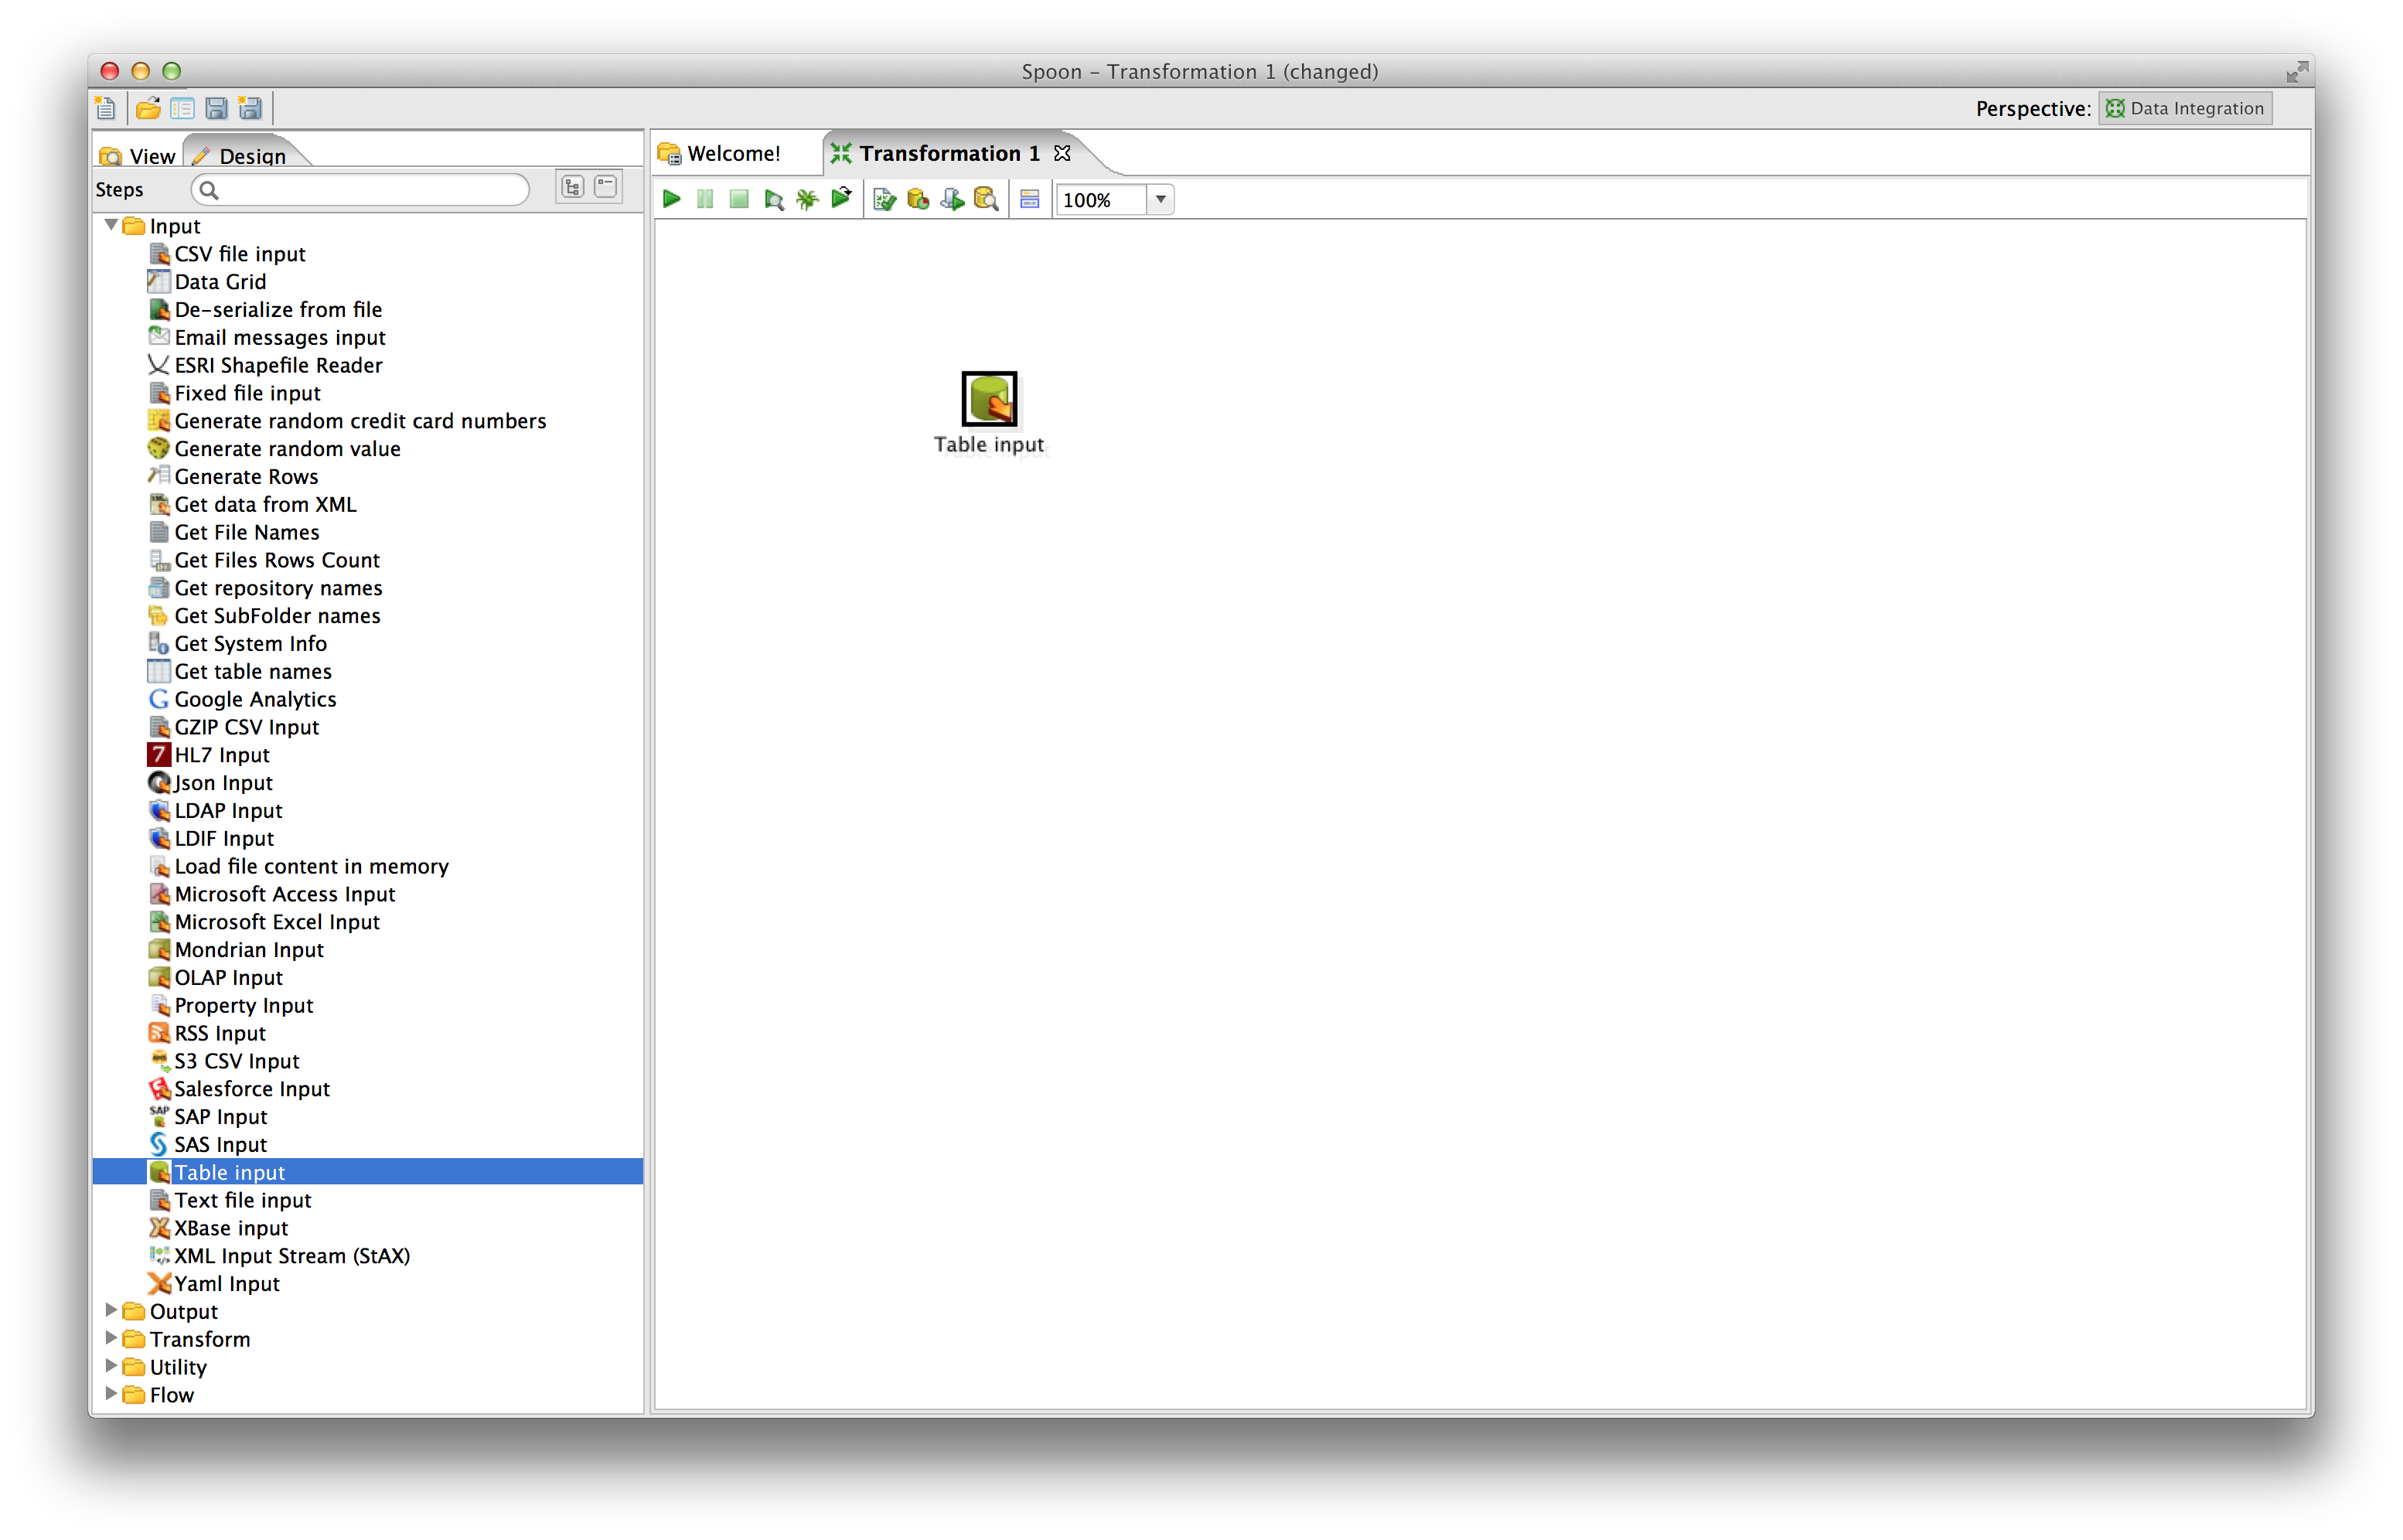 Spoon – Transformation 1 (changed)
Perspective: Data Integration
View Design
Welcome! Transformation 1
Steps
100%
Input
CSV file input
Data Grid
De-serialize from file
Email messages input
ESRI Shapefile Reader
Fixed file input
Generate random credit card numbers
Generate random value
Generate Rows
Get data from XML
Get File Names
Get Files Rows Count
Get repository names
Get SubFolder names
Get System Info
Get table names
Google Analytics
GZIP CSV Input
HL7 Input
Json Input
LDAP Input
LDIF Input
Load file content in memory
Microsoft Access Input
Microsoft Excel Input
Mondrian Input
OLAP Input
Property Input
RSS Input
S3 CSV Input
Salesforce Input
SAP Input
SAS Input
Table input
Text file input
XBase input
XML Input Stream (StAX)
Yaml Input
Output
Transform
Utility
Flow
Table input